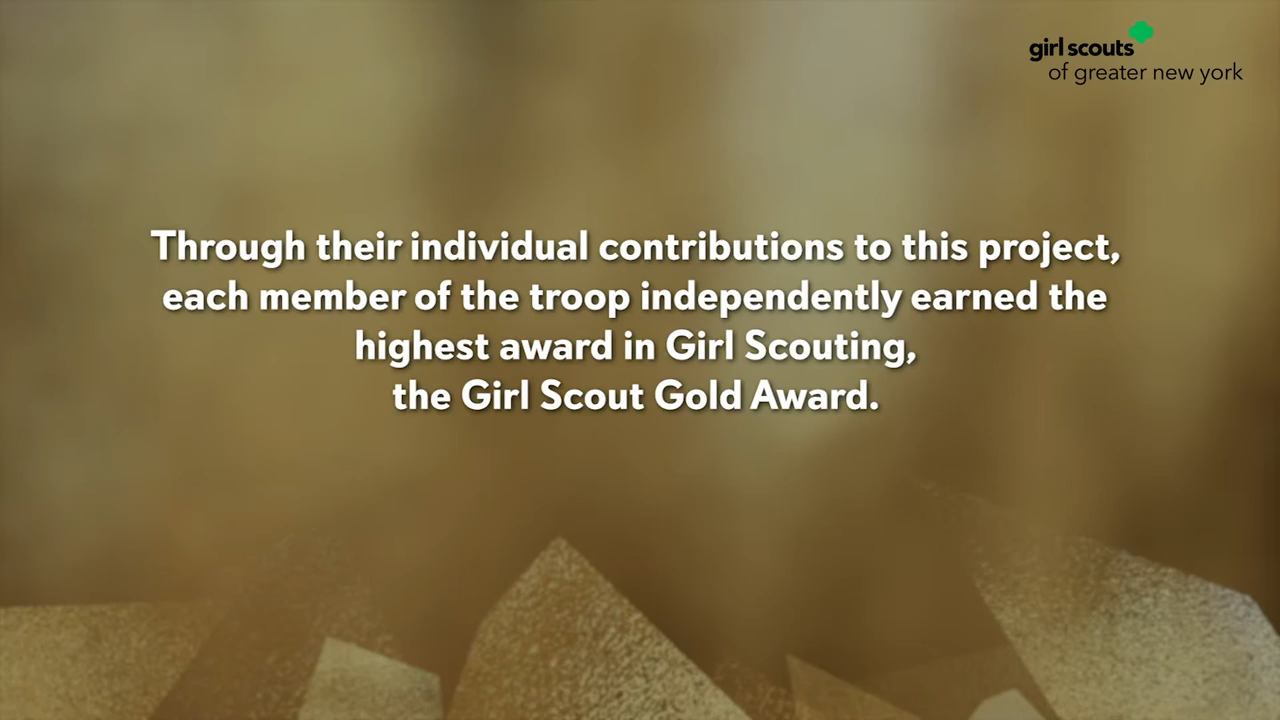 girl scouts
of greater new york
Through their individual contributions to this project,
each member of the troop independently earned the
highest award in Girl Scouting,
the Girl Scout Gold Award.